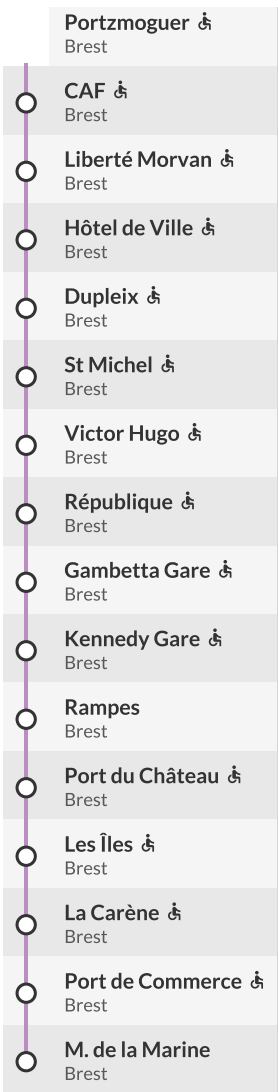 Portzmoguer
Brest
CAF
Brest
Liberté Morvan
Brest
Hôtel de Ville
Brest
Dupleix
Brest
St Michel
Brest
Victor Hugo
Brest
République
Brest
Gambetta Gare
Brest
Kennedy Gare
Brest
Rampes
Brest
Port du Château
Brest
Les Îles
Brest
La Carène
Brest
Port de Commerce
Brest
M. de la Marine
Brest